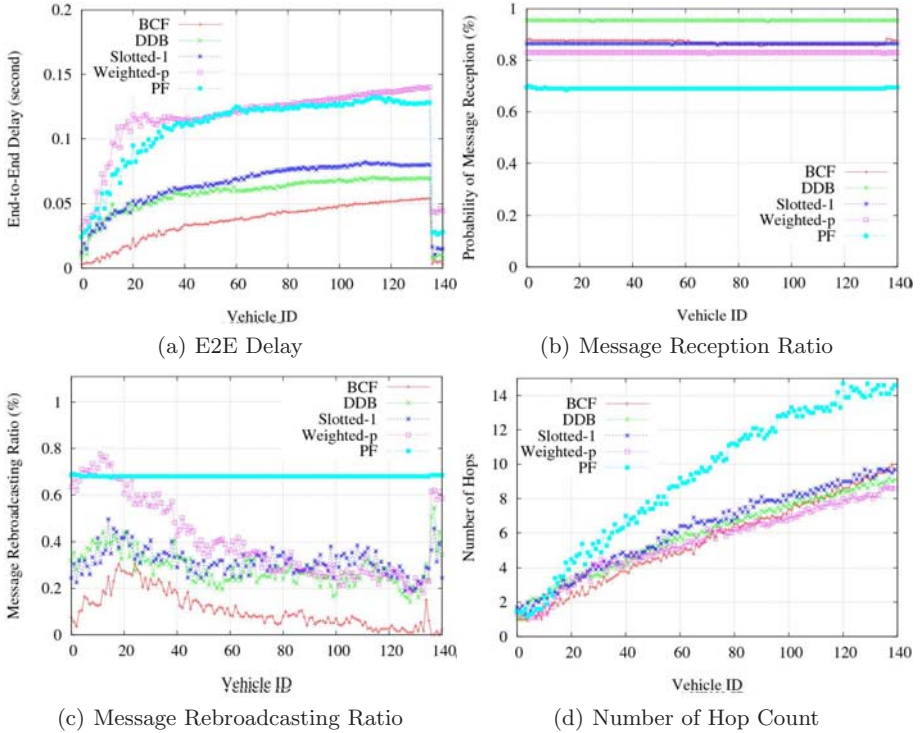 BCF
DDB
Slotted-1
Weighted-p
PF
0.2
0.15
0.1
0.05
0
0 20 40 60 80 100 120 140
End-to-End Delay (second)
Vehicle ID
(a) E2E Delay
1
0.8
0.6
0.4
0.2
0
0 20 40 60 80 100 120 140
Probability of Message Reception (%)
BCF
DDB
Slotted-1
Weighted-p
PF
Vehicle ID
(b) Message Reception Ratio
1
0.8
0.6
0.4
0.2
0
0 20 40 60 80 100 120 140
Message Rebroadcasting Ratio (%)
BCF
DDB
Slotted-1
Weighted-p
PF
Vehicle ID
(c) Message Rebroadcasting Ratio
14
12
10
8
6
4
2
0
0 20 40 60 80 100 120 140
Number of Hops
BCF
DDB
Slotted-1
Weighted-p
PF
Vehicle ID
(d) Number of Hop Count